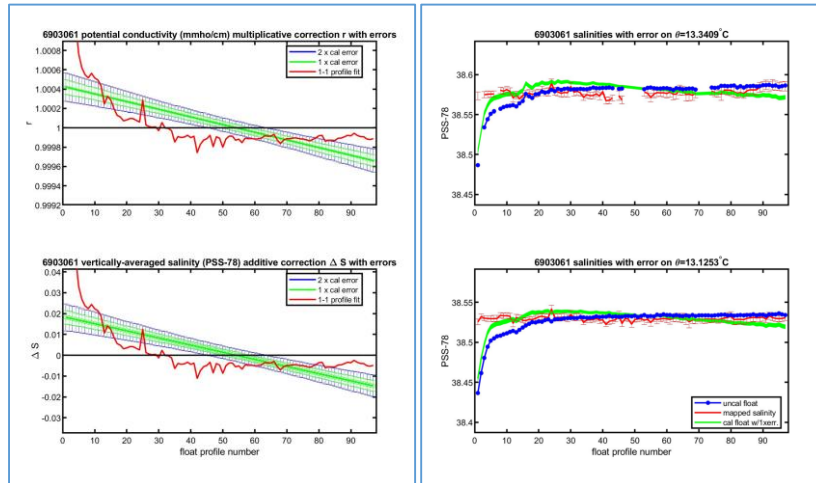 6903061 potential conductivity (mmho/cm) multiplicative correction r with errors
1.0008
1.0006
1.0004
1.0002
1
0.9998
0.9996
0.9994
0.9992
r
2 x cal error
1 x cal error
1-1 profile fit
0 10 20 30 40 50 60 70 80 90
6903061 vertically-averaged salinity (PSS-78) additive correction Δ S with errors
0.04
0.03
0.02
0.01
0
-0.01
-0.02
-0.03
Δ S
2 x cal error
1 x cal error
1-1 profile fit
0 10 20 30 40 50 60 70 80 90
float profile number
6903061 salinities with error on θ=13.3409°C
38.6
38.55
38.5
38.45
PSS-78
0 10 20 30 40 50 60 70 80 90
6903061 salinities with error on θ=13.1253°C
38.55
38.5
38.45
38.4
PSS-78
uncal float
mapped salinity
cal float w/1xerr.
0 10 20 30 40 50 60 70 80 90
float profile number